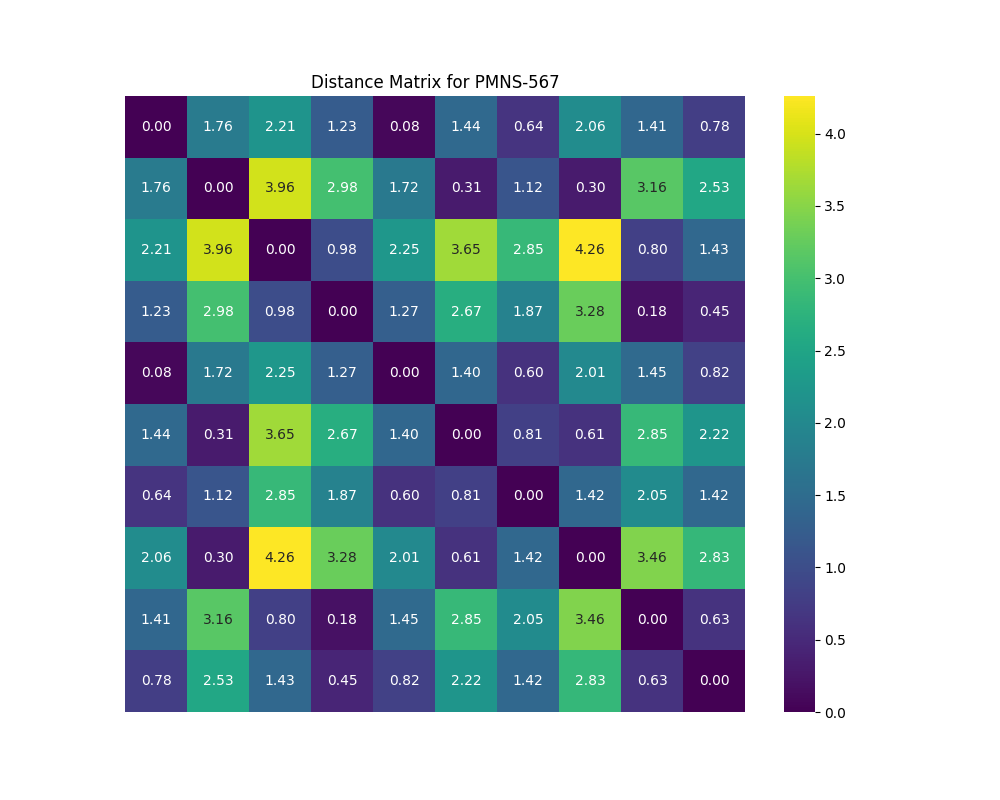 Distance Matrix for PMNS-567
0.00 1.76 2.21 1.23 0.08 1.44 0.64 2.06 1.41 0.78
1.76 0.00 3.96 2.98 1.72 0.31 1.12 0.30 3.16 2.53
2.21 3.96 0.00 0.98 2.25 3.65 2.85 4.26 0.80 1.43
1.23 2.98 0.98 0.00 1.27 2.67 1.87 3.28 0.18 0.45
0.08 1.72 2.25 1.27 0.00 1.40 0.60 2.01 1.45 0.82
1.44 0.31 3.65 2.67 1.40 0.00 0.81 0.61 2.85 2.22
0.64 1.12 2.85 1.87 0.60 0.81 0.00 1.42 2.05 1.42
2.06 0.30 4.26 3.28 2.01 0.61 1.42 0.00 3.46 2.83
1.41 3.16 0.80 0.18 1.45 2.85 2.05 3.46 0.00 0.63
0.78 2.53 1.43 0.45 0.82 2.22 1.42 2.83 0.63 0.00
4.0
3.5
3.0
2.5
2.0
1.5
1.0
0.5
0.0